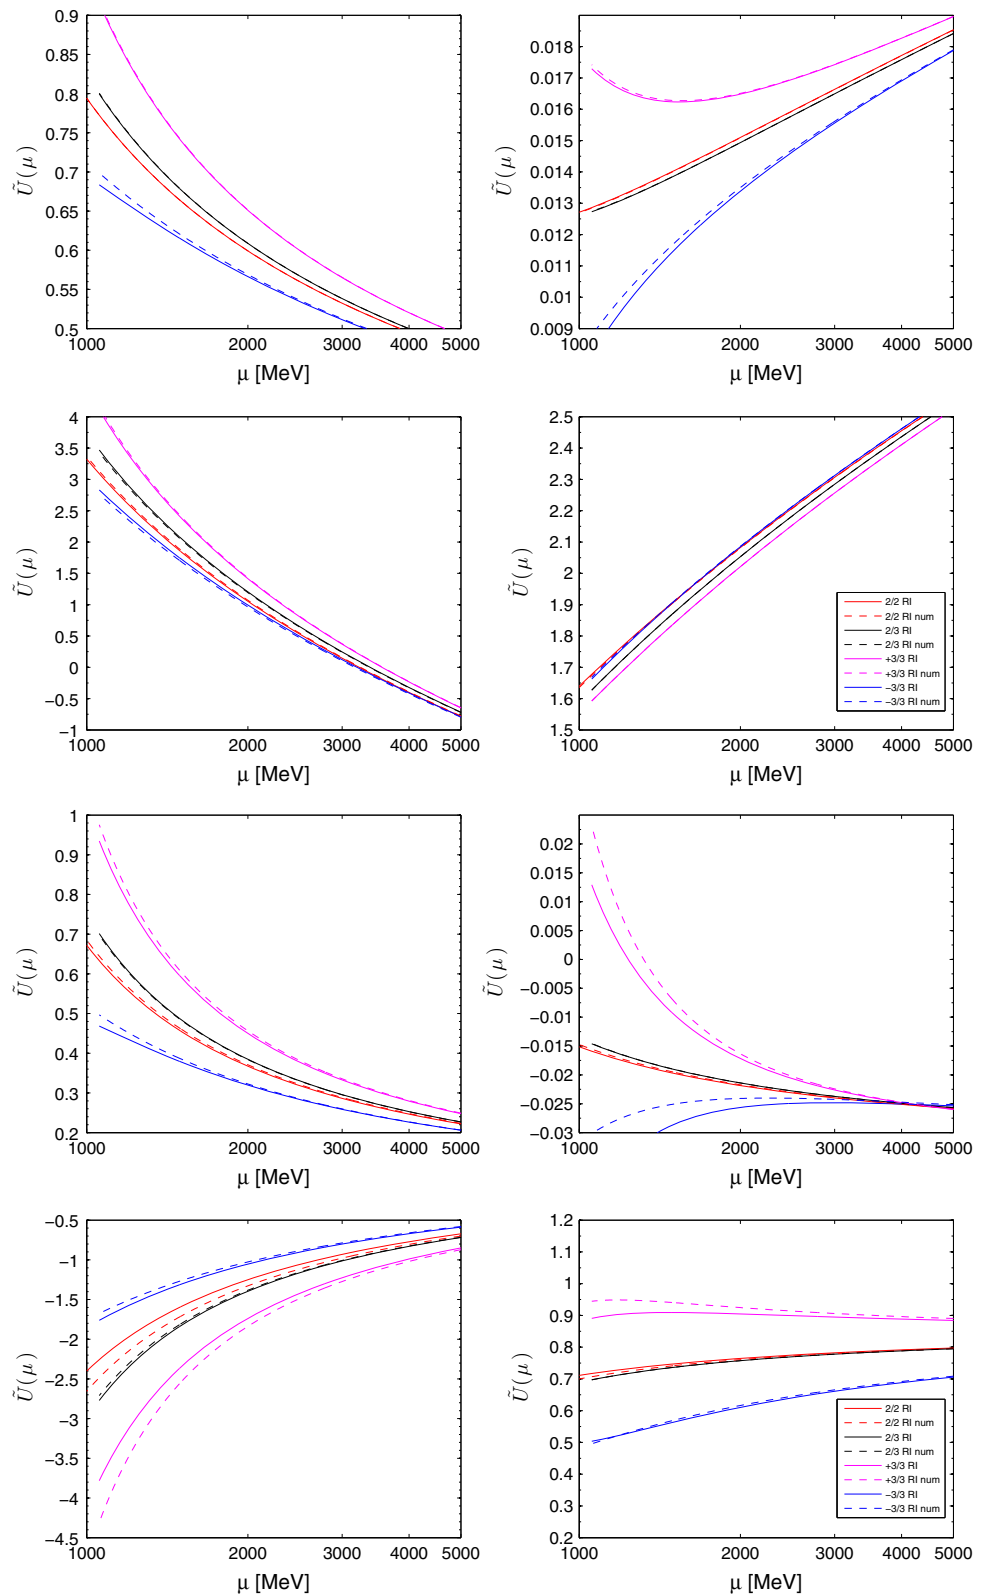 0.9
0.85
0.8
0.75
0.7
0.65
0.6
0.55
0.5
1000 2000 3000 4000 5000
μ [MeV]
Ũ(μ)
0.018
0.017
0.016
0.015
0.014
0.013
0.012
0.011
0.01
0.009
1000 2000 3000 4000 5000
μ [MeV]
Ũ(μ)
4
3.5
3
2.5
2
1.5
1
0.5
0
−0.5
−1
1000 2000 3000 4000 5000
μ [MeV]
Ũ(μ)
2.5
2.4
2.3
2.2
2.1
2
1.9
1.8
1.7
1.6
1.5
1000 2000 3000 4000 5000
μ [MeV]
Ũ(μ)
2/2 RI
2/2 RI num
2/3 RI
2/3 RI num
+3/3 RI
+3/3 RI num
−3/3 RI
−3/3 RI num
1
0.9
0.8
0.7
0.6
0.5
0.4
0.3
0.2
1000 2000 3000 4000 5000
μ [MeV]
Ũ(μ)
0.02
0.015
0.01
0.005
0
−0.005
−0.01
−0.015
−0.02
−0.025
−0.03
1000 2000 3000 4000 5000
μ [MeV]
Ũ(μ)
−0.5
−1
−1.5
−2
−2.5
−3
−3.5
−4
−4.5
1000 2000 3000 4000 5000
μ [MeV]
Ũ(μ)
1.2
1.1
1
0.9
0.8
0.7
0.6
0.5
0.4
0.3
0.2
1000 2000 3000 4000 5000
μ [MeV]
Ũ(μ)
2/2 RI
2/2 RI num
2/3 RI
2/3 RI num
+3/3 RI
+3/3 RI num
−3/3 RI
−3/3 RI num